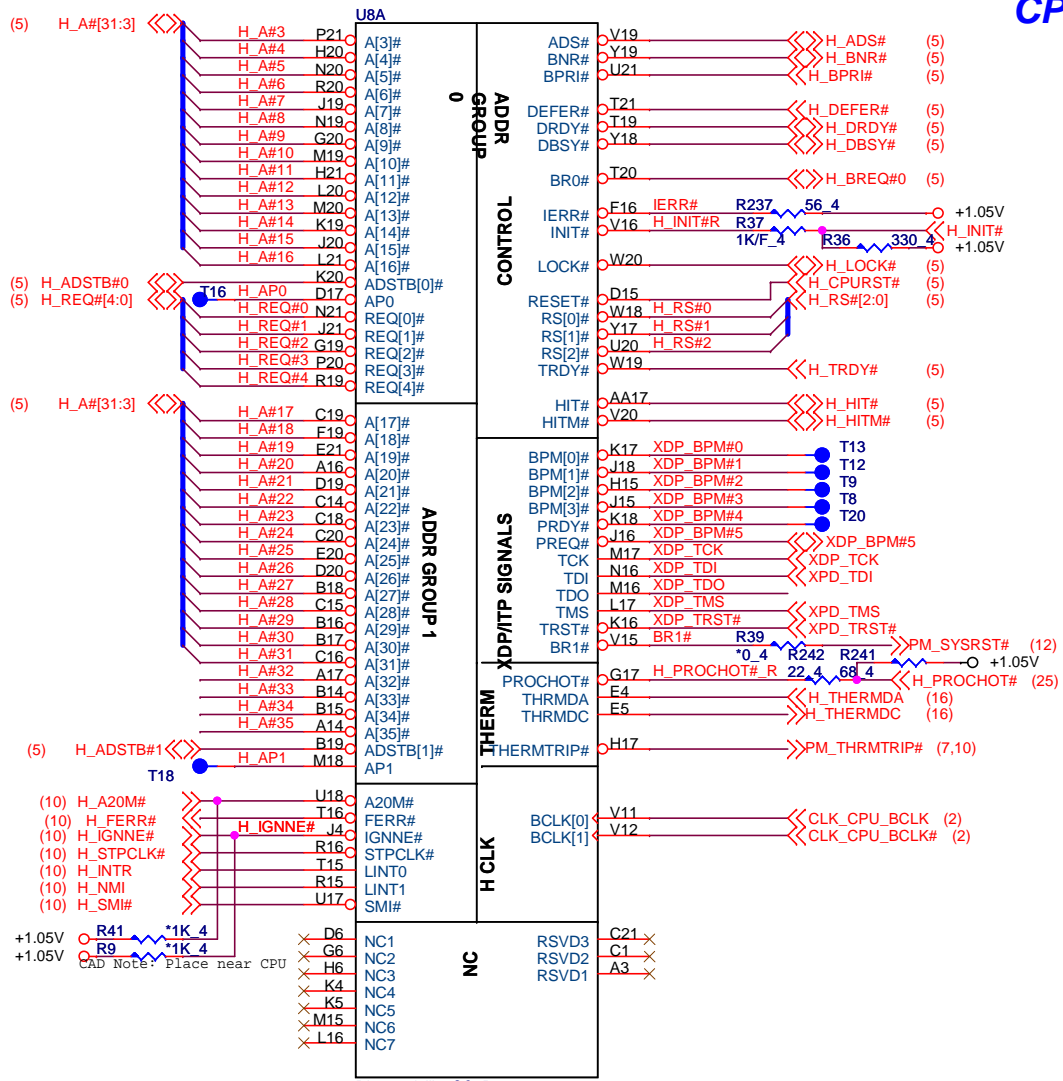 CP
U8A
(5) H_A#[31:3]
H_A#3 P21 A[3]#
H_A#4 H20 A[4]#
H_A#5 N20 A[5]#
H_A#6 R20 A[6]#
H_A#7 J19 A[7]#
H_A#8 N19 A[8]#
H_A#9 G20 A[9]#
H_A#10 M19 A[10]#
H_A#11 H21 A[11]#
H_A#12 L20 A[12]#
H_A#13 M20 A[13]#
H_A#14 K19 A[14]#
H_A#15 J20 A[15]#
H_A#16 L21 A[16]#
(5) H_ADSTB#0 K20 ADSTB[0]#
T16 H_AP0 D17 AP0
(5) H_REQ#[4:0]
H_REQ#0 N21 REQ[0]#
H_REQ#1 J21 REQ[1]#
H_REQ#2 G19 REQ[2]#
H_REQ#3 P20 REQ[3]#
H_REQ#4 R19 REQ[4]#
ADDR GROUP 0
(5) H_A#[31:3]
H_A#17 C19 A[17]#
H_A#18 F19 A[18]#
H_A#19 E21 A[19]#
H_A#20 A16 A[20]#
H_A#21 D19 A[21]#
H_A#22 C14 A[22]#
H_A#23 C18 A[23]#
H_A#24 C20 A[24]#
H_A#25 E20 A[25]#
H_A#26 D20 A[26]#
H_A#27 B18 A[27]#
H_A#28 C15 A[28]#
H_A#29 B16 A[29]#
H_A#30 B17 A[30]#
H_A#31 C16 A[31]#
H_A#32 A17 A[32]#
H_A#33 B14 A[33]#
H_A#34 B15 A[34]#
H_A#35 A14 A[35]#
(5) H_ADSTB#1 B19 ADSTB[1]#
T18 H_AP1 M18 AP1
ADDR GROUP 1
(10) H_A20M# U18 A20M#
(10) H_FERR# T16 FERR#
(10) H_IGNNE# H_IGNNE# J4 IGNNE#
(10) H_STPCLK# R16 STPCLK#
(10) H_INTR T15 LINT0
(10) H_NMI R15 LINT1
(10) H_SMI# U17 SMI#
+1.05V R41 *1K_4
+1.05V R9 *1K_4
CAD Note: Place near CPU
D6 NC1
G6 NC2
H6 NC3
K4 NC4
K5 NC5
M15 NC6
L16 NC7
NC
CONTROL
ADS# V19 H_ADS# (5)
BNR# Y19 H_BNR# (5)
BPRI# U21 H_BPRI# (5)
DEFER# T21 H_DEFER# (5)
DRDY# T19 H_DRDY# (5)
DBSY# Y18 H_DBSY# (5)
BR0# T20 H_BREQ#0 (5)
IERR# F16 IERR# R237 56_4 +1.05V
INIT# V16 H_INIT#R R37 1K/F_4 H_INIT#
R36 330_4 +1.05V
LOCK# W20 H_LOCK# (5)
RESET# D15 H_CPURST# (5)
H_RS#[2:0] (5)
RS[0]# W18 H_RS#0
RS[1]# Y17 H_RS#1
RS[2]# U20 H_RS#2
TRDY# W19 H_TRDY# (5)
HIT# AA17 H_HIT# (5)
HITM# V20 H_HITM# (5)
XDP/ITP SIGNALS
BPM[0]# K17 XDP_BPM#0 T13
BPM[1]# J18 XDP_BPM#1 T12
BPM[2]# H15 XDP_BPM#2 T9
BPM[3]# J15 XDP_BPM#3 T8
PRDY# K18 XDP_BPM#4 T20
PREQ# J16 XDP_BPM#5 XDP_BPM#5
TCK M17 XDP_TCK XDP_TCK
TDI N16 XDP_TDI XPD_TDI
TDO M16 XDP_TDO
TMS L17 XDP_TMS XPD_TMS
TRST# K16 XDP_TRST# XPD_TRST#
BR1# V15 BR1# R39 *0_4 PM_SYSRST# (12)
R242 22_4 R241 68_4 +1.05V
THERM
PROCHOT# G17 H_PROCHOT#_R H_PROCHOT# (25)
THRMDA E4 H_THERMDA (16)
THRMDC E5 H_THERMDC (16)
THERMTRIP# H17 PM_THRMTRIP# (7,10)
H CLK
BCLK[0] V11 CLK_CPU_BCLK (2)
BCLK[1] V12 CLK_CPU_BCLK# (2)
RSVD3 C21
RSVD2 C1
RSVD1 A3